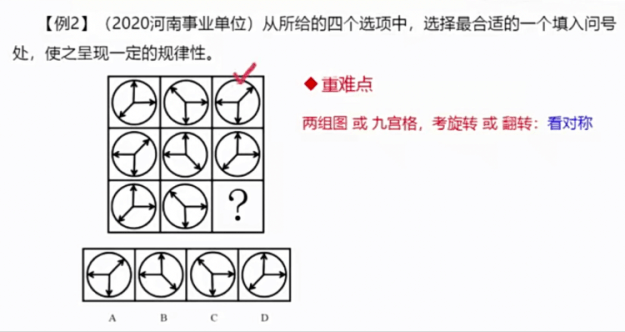 【例2】（2020河南事业单位）从所给的四个选项中，选择最合适的一个填入问号
处，使之呈现一定的规律性。
◆ 重难点
两组图 或 九宫格，考旋转 或 翻转：看对称
?
A B C D